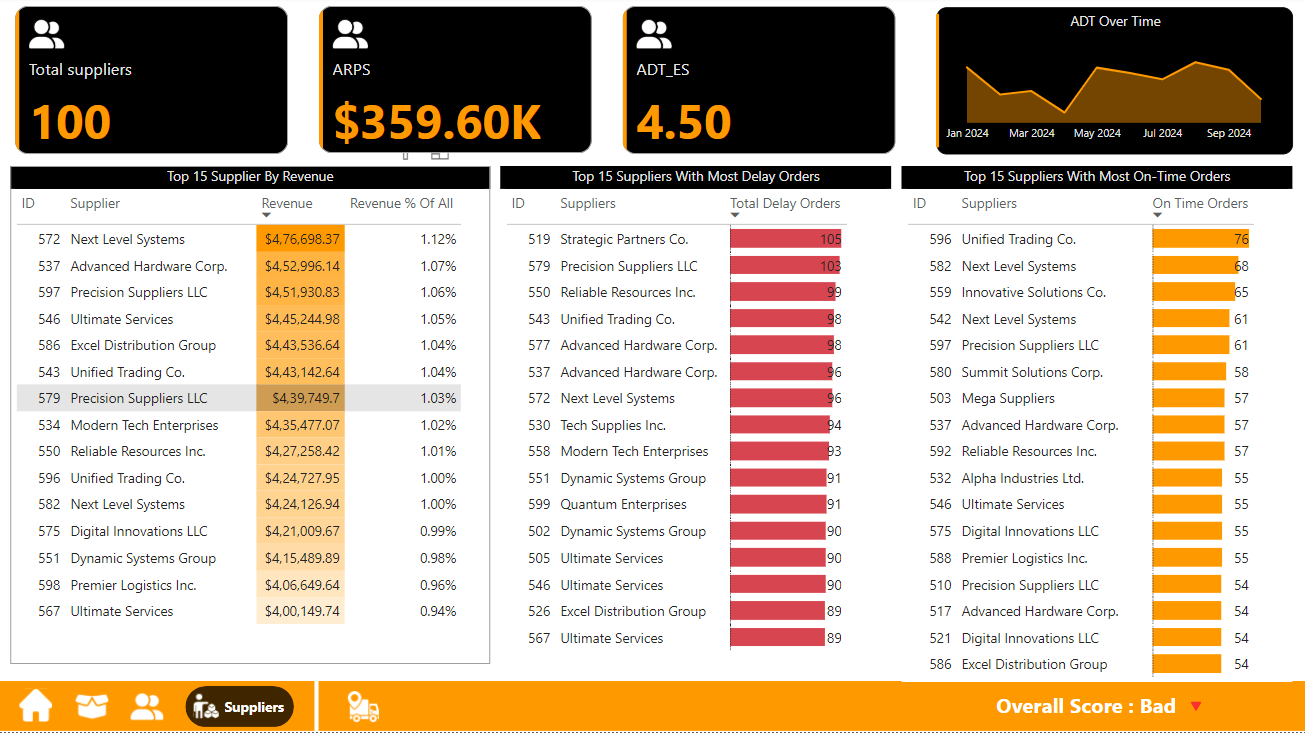 Total suppliers
100
ARPS
$359.60K
ADT_ES
4.50
ADT Over Time
Jan 2024 Mar 2024 May 2024 Jul 2024 Sep 2024
Top 15 Supplier By Revenue
ID Supplier Revenue Revenue % Of All
572 Next Level Systems $4,76,698.37 1.12%
537 Advanced Hardware Corp. $4,52,996.14 1.07%
597 Precision Suppliers LLC $4,51,930.83 1.06%
546 Ultimate Services $4,45,244.98 1.05%
586 Excel Distribution Group $4,43,536.64 1.04%
543 Unified Trading Co. $4,43,142.64 1.04%
579 Precision Suppliers LLC $4,39,749.7 1.03%
534 Modern Tech Enterprises $4,35,477.07 1.02%
550 Reliable Resources Inc. $4,27,258.42 1.01%
596 Unified Trading Co. $4,24,727.95 1.00%
582 Next Level Systems $4,24,126.94 1.00%
575 Digital Innovations LLC $4,21,009.67 0.99%
551 Dynamic Systems Group $4,15,489.89 0.98%
598 Premier Logistics Inc. $4,06,649.64 0.96%
567 Ultimate Services $4,00,149.74 0.94%
Top 15 Suppliers With Most Delay Orders
ID Suppliers Total Delay Orders
519 Strategic Partners Co. 105
579 Precision Suppliers LLC 103
550 Reliable Resources Inc. 99
543 Unified Trading Co. 98
577 Advanced Hardware Corp. 98
537 Advanced Hardware Corp. 96
572 Next Level Systems 96
530 Tech Supplies Inc. 94
558 Modern Tech Enterprises 93
551 Dynamic Systems Group 91
599 Quantum Enterprises 91
502 Dynamic Systems Group 90
505 Ultimate Services 90
546 Ultimate Services 90
526 Excel Distribution Group 89
567 Ultimate Services 89
Top 15 Suppliers With Most On-Time Orders
ID Suppliers On Time Orders
596 Unified Trading Co. 76
582 Next Level Systems 68
559 Innovative Solutions Co. 65
542 Next Level Systems 61
597 Precision Suppliers LLC 61
580 Summit Solutions Corp. 58
503 Mega Suppliers 57
537 Advanced Hardware Corp. 57
592 Reliable Resources Inc. 57
532 Alpha Industries Ltd. 55
546 Ultimate Services 55
575 Digital Innovations LLC 55
588 Premier Logistics Inc. 55
510 Precision Suppliers LLC 54
517 Advanced Hardware Corp. 54
521 Digital Innovations LLC 54
586 Excel Distribution Group 54
Suppliers
Overall Score : Bad